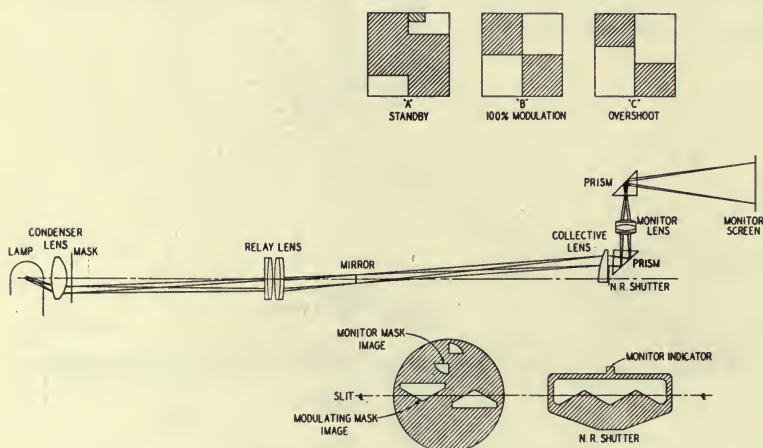 "A"
STANDBY
"B"
100% MODULATION
"C"
OVERSHOOT
PRISM
MONITOR
LENS
MONITOR
SCREEN
CONDENSER
LENS
LAMP
MASK
RELAY LENS
MIRROR
COLLECTIVE
LENS
PRISM
N.R. SHUTTER
MONITOR MASK
IMAGE
MONITOR INDICATOR
SLIT
MODULATING MASK
IMAGE
N.R. SHUTTER